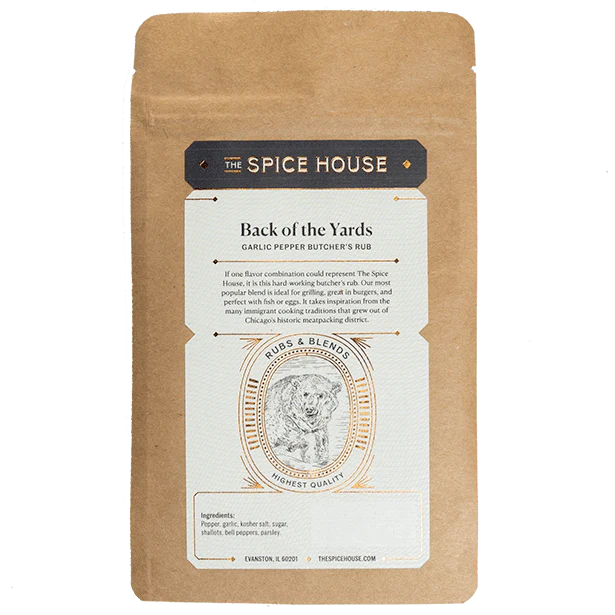 THE SPICE HOUSE
Back of the Yards
GARLIC PEPPER BUTCHER'S RUB
If one flavor combination could represent The Spice
House, it is this hard-working butcher's rub. Our most
popular blend is ideal for grilling, great in burgers, and
perfect with fish or eggs. It takes inspiration from the
many immigrant cooking traditions that grew out of
Chicago's historic meatpacking district.
RUBS & BLENDS
HIGHEST QUALITY
Ingredients:
Pepper, garlic, kosher salt, sugar,
shallots, bell peppers, parsley.
EVANSTON, IL 60201 THESPICEHOUSE.COM